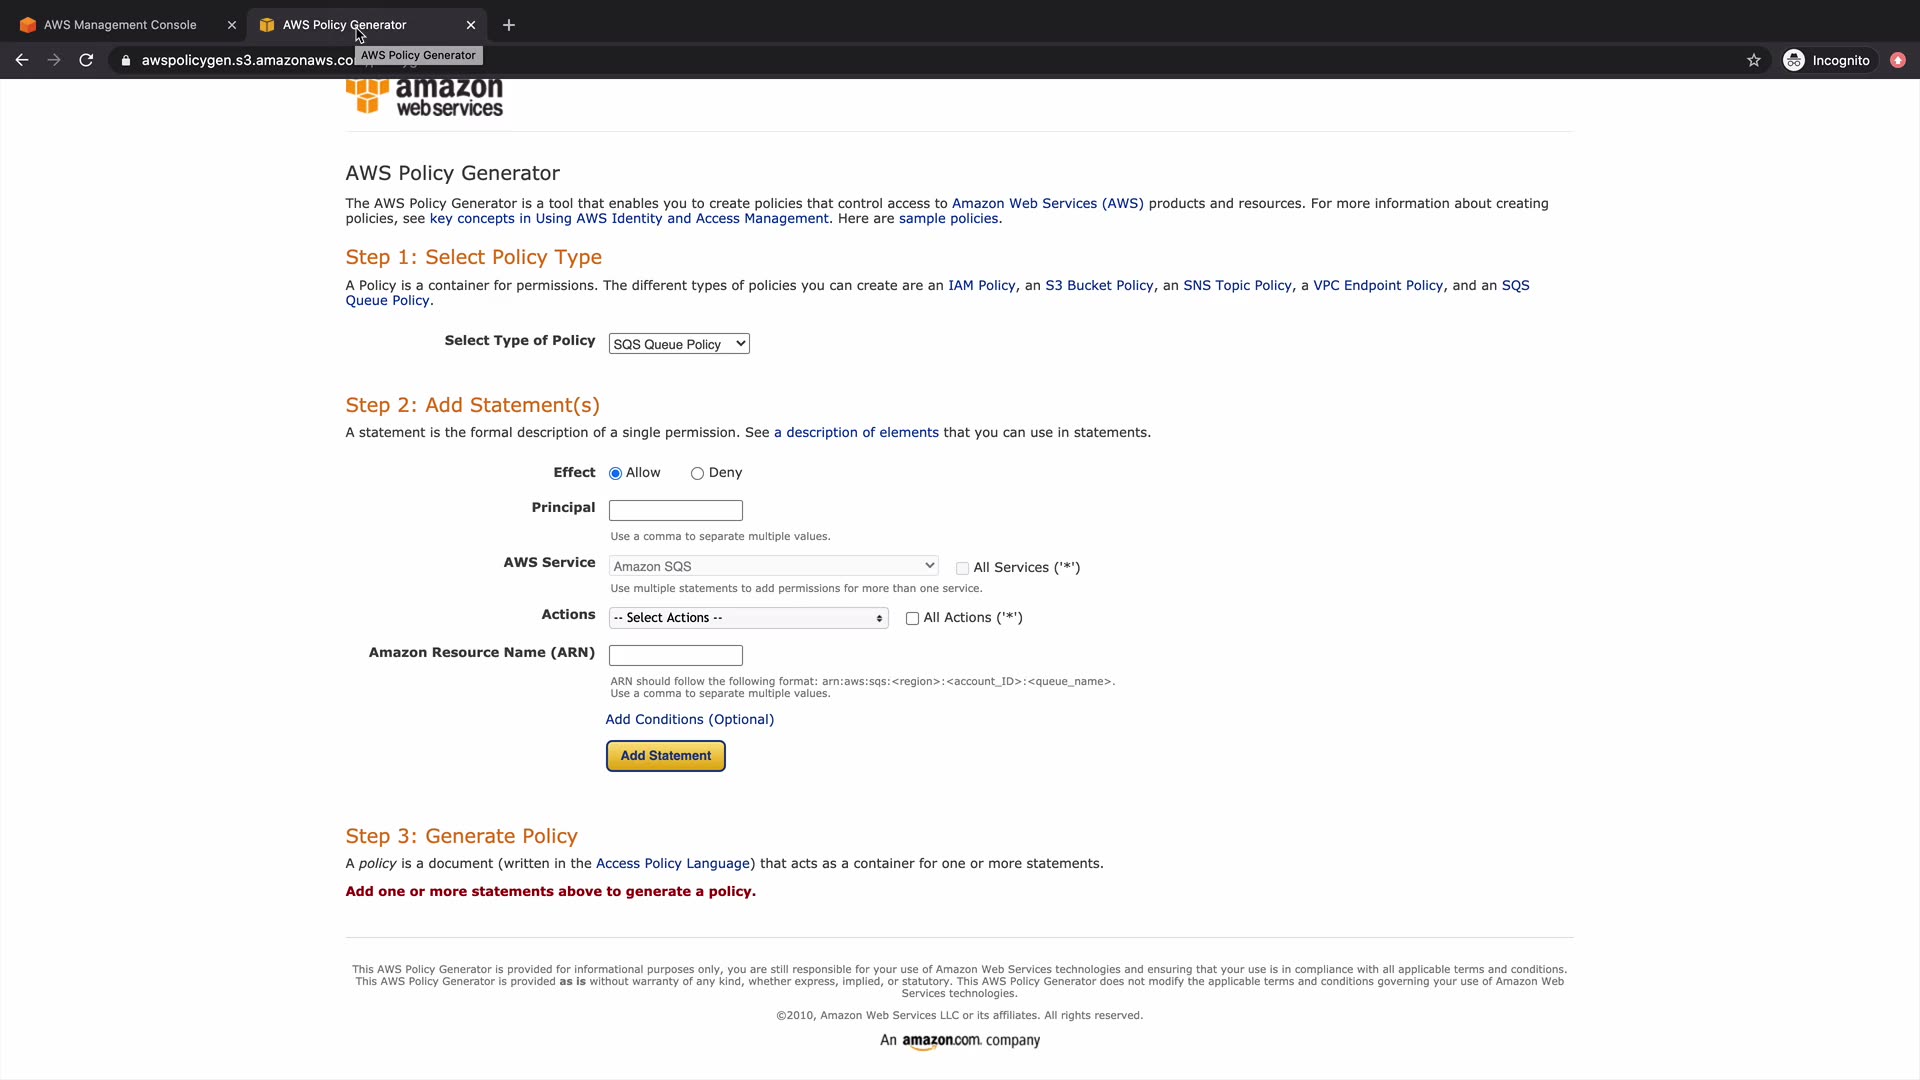 AWS Management Console
AWS Policy Generator
awspolicygen.s3.amazonaws.co
AWS Policy Generator
Incognito
amazon
webservices
AWS Policy Generator
The AWS Policy Generator is a tool that enables you to create policies that control access to Amazon Web Services (AWS) products and resources. For more information about creating
policies, see key concepts in Using AWS Identity and Access Management. Here are sample policies.
Step 1: Select Policy Type
A Policy is a container for permissions. The different types of policies you can create are an IAM Policy, an S3 Bucket Policy, an SNS Topic Policy, a VPC Endpoint Policy, and an SQS
Queue Policy.
Select Type of Policy SQS Queue Policy
Step 2: Add Statement(s)
A statement is the formal description of a single permission. See a description of elements that you can use in statements.
Effect Allow Deny
Principal
Use a comma to separate multiple values.
AWS Service Amazon SQS All Services ('*')
Use multiple statements to add permissions for more than one service.
Actions -- Select Actions -- All Actions ('*')
Amazon Resource Name (ARN)
ARN should follow the following format: arn:aws:sqs:<region>:<account_ID>:<queue_name>.
Use a comma to separate multiple values.
Add Conditions (Optional)
Add Statement
Step 3: Generate Policy
A policy is a document (written in the Access Policy Language) that acts as a container for one or more statements.
Add one or more statements above to generate a policy.
This AWS Policy Generator is provided for informational purposes only, you are still responsible for your use of Amazon Web Services technologies and ensuring that your use is in compliance with all applicable terms and conditions.
This AWS Policy Generator is provided as is without warranty of any kind, whether express, implied, or statutory. This AWS Policy Generator does not modify the applicable terms and conditions governing your use of Amazon Web
Services technologies.
©2010, Amazon Web Services LLC or its affiliates. All rights reserved.
An amazon.com. company